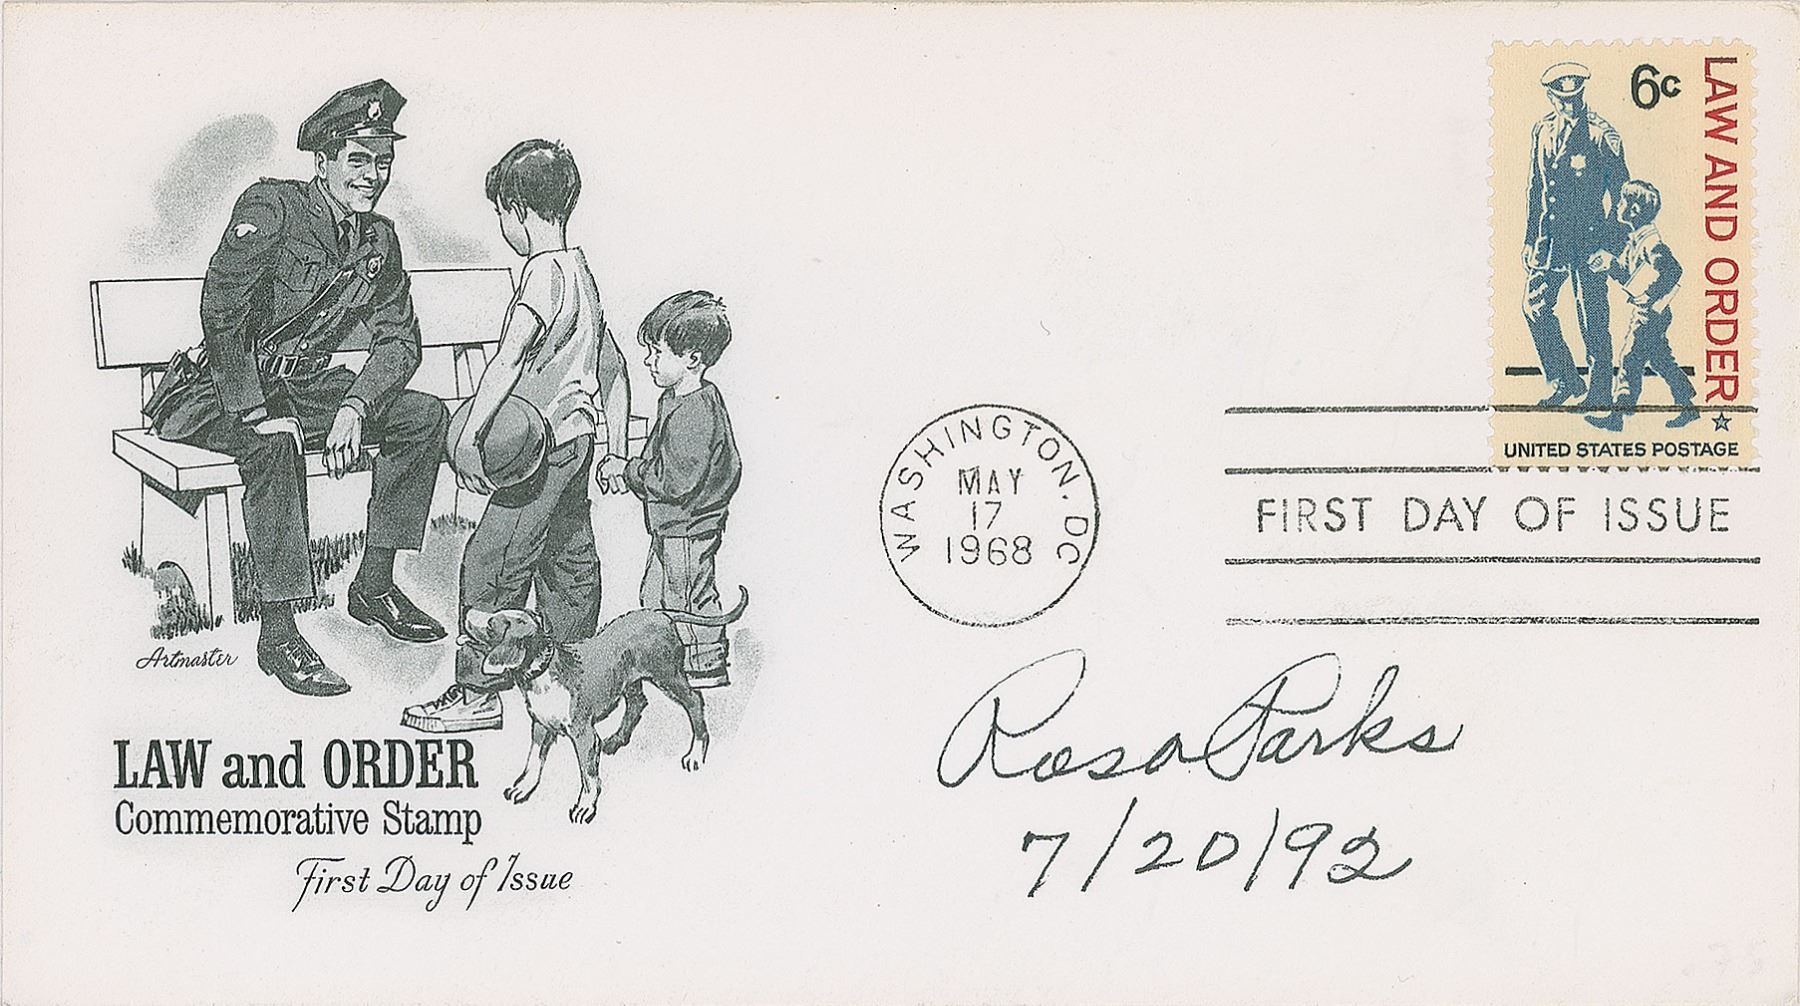 6c
LAW AND ORDER
UNITED STATES POSTAGE
WASHINGTON, DC
MAY
17
1968
FIRST DAY OF ISSUE
Artmaster
LAW and ORDER
Commemorative Stamp
First Day of Issue
Rosa Parks
7/20/92